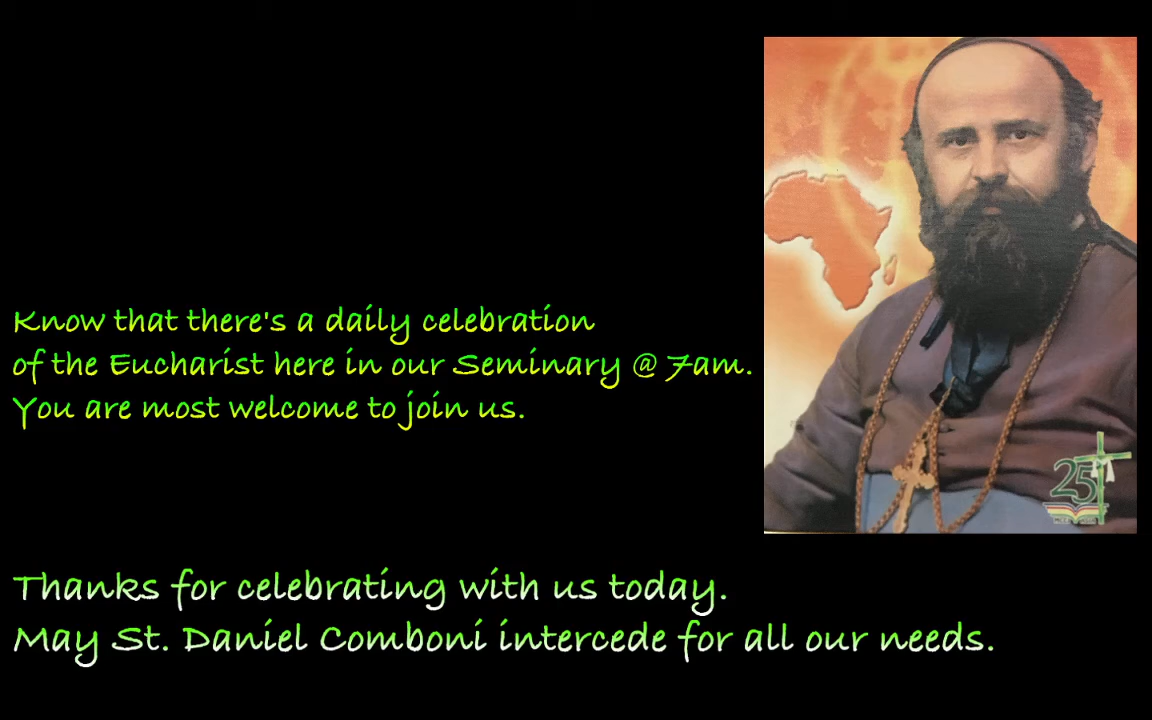 Know that there's a daily celebration
of the Eucharist here in our Seminary @ 7am.
You are most welcome to join us.
25
Thanks for celebrating with us today.
May St. Daniel Comboni intercede for all our needs.